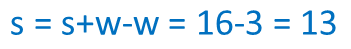 s = s+w-w = 16-3 = 13